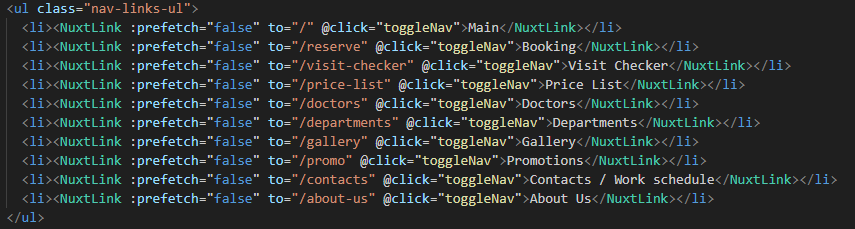 <ul class="nav-links-ul">
<li><NuxtLink :prefetch="false" to="/" @click="toggleNav">Main</NuxtLink></li>
<li><NuxtLink :prefetch="false" to="/reserve" @click="toggleNav">Booking</NuxtLink></li>
<li><NuxtLink :prefetch="false" to="/visit-checker" @click="toggleNav">Visit Checker</NuxtLink></li>
<li><NuxtLink :prefetch="false" to="/price-list" @click="toggleNav">Price List</NuxtLink></li>
<li><NuxtLink :prefetch="false" to="/doctors" @click="toggleNav">Doctors</NuxtLink></li>
<li><NuxtLink :prefetch="false" to="/departments" @click="toggleNav">Departments</NuxtLink></li>
<li><NuxtLink :prefetch="false" to="/gallery" @click="toggleNav">Gallery</NuxtLink></li>
<li><NuxtLink :prefetch="false" to="/promo" @click="toggleNav">Promotions</NuxtLink></li>
<li><NuxtLink :prefetch="false" to="/contacts" @click="toggleNav">Contacts / Work schedule</NuxtLink></li>
<li><NuxtLink :prefetch="false" to="/about-us" @click="toggleNav">About Us</NuxtLink></li>
</ul>